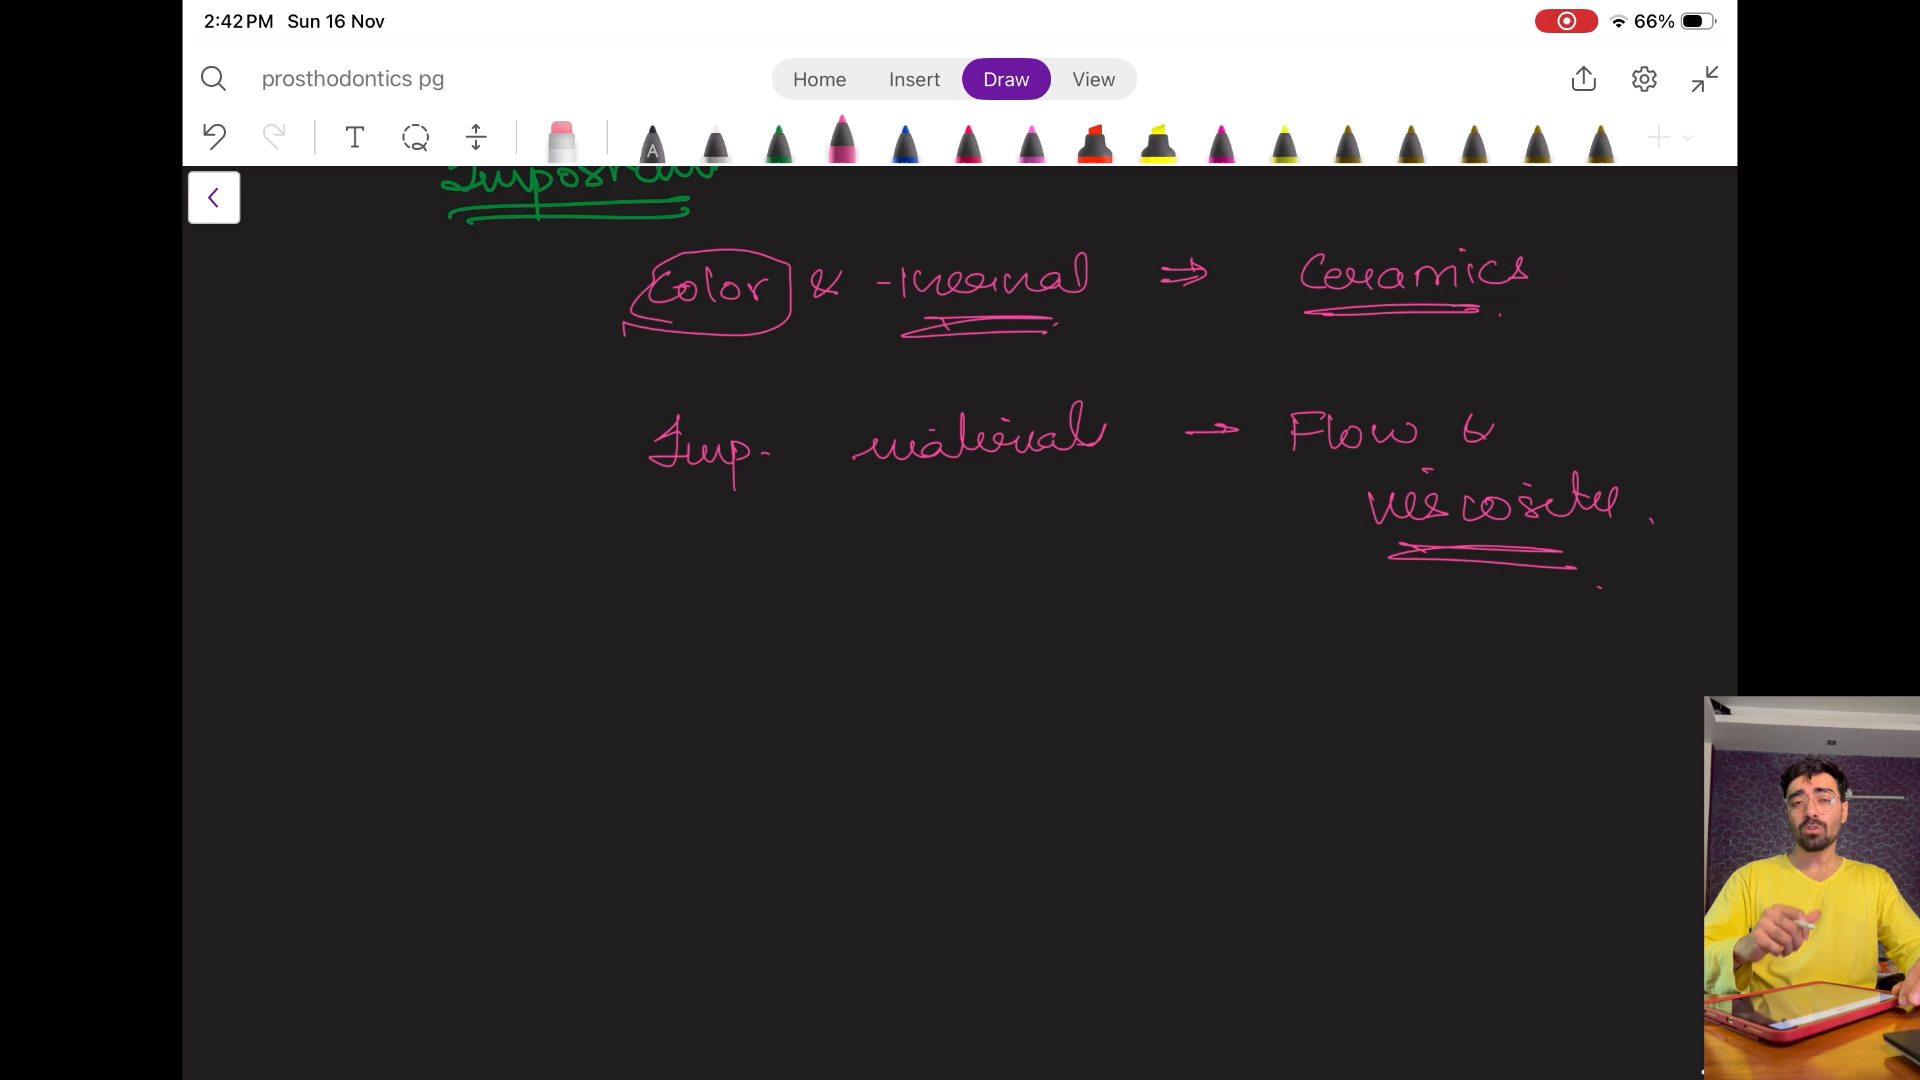 2:42 PM Sun 16 Nov
66%
prosthodontics pg
Home Insert Draw View
T
A
Important
Color & Thermal ⇒ Ceramics
Imp. material → Flow &
viscosity.